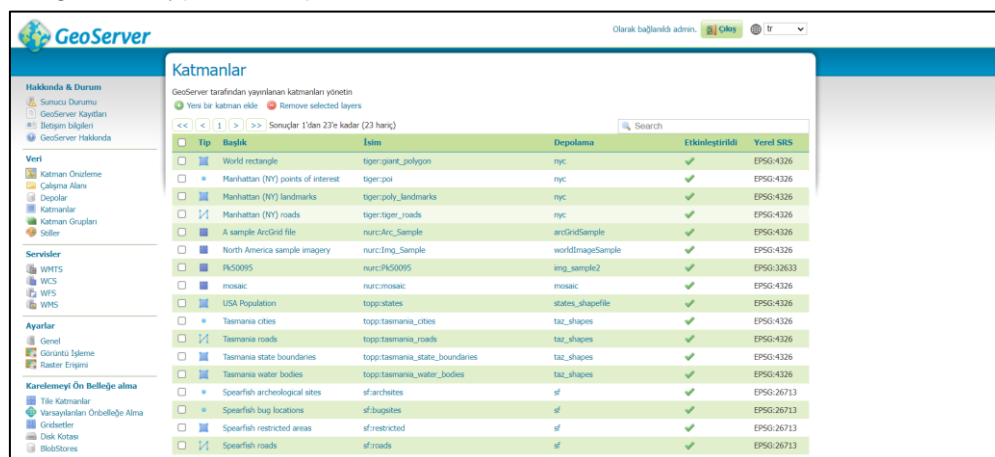 GeoServer
Olarak bağlanıldı admin. Çıkış tr
Katmanlar
GeoServer tarafından yayınlanan katmanları yönetin
Yeni bir katman ekle Remove selected layers
<< < 1 > >> Sonuçlar 1'dan 23'e kadar (23 hariç) Search
Tip Başlık İsim Depolama Etkinleştirildi Yerel SRS
World rectangle tiger:giant_polygon nyc EPSG:4326
Manhattan (NY) points of interest tiger:poi nyc EPSG:4326
Manhattan (NY) landmarks tiger:poly_landmarks nyc EPSG:4326
Manhattan (NY) roads tiger:tiger_roads nyc EPSG:4326
A sample ArcGrid file nurc:Arc_Sample arcGridSample EPSG:4326
North America sample imagery nurc:Img_Sample worldImageSample EPSG:4326
Pk50095 nurc:Pk50095 img_sample2 EPSG:32633
mosaic nurc:mosaic mosaic EPSG:4326
USA Population topp:states states_shapefile EPSG:4326
Tasmania cities topp:tasmania_cities taz_shapes EPSG:4326
Tasmania roads topp:tasmania_roads taz_shapes EPSG:4326
Tasmania state boundaries topp:tasmania_state_boundaries taz_shapes EPSG:4326
Tasmania water bodies topp:tasmania_water_bodies taz_shapes EPSG:4326
Spearfish archeological sites sf:archsites sf EPSG:26713
Spearfish bug locations sf:bugsites sf EPSG:26713
Spearfish restricted areas sf:restricted sf EPSG:26713
Spearfish roads sf:roads sf EPSG:26713
Hakkında & Durum
Sunucu Durumu
GeoServer Kayıtları
İletişim bilgileri
GeoServer Hakkında
Veri
Katman Önizleme
Çalışma Alanı
Depolar
Katmanlar
Katman Grupları
Stiller
Servisler
WMTS
WCS
WFS
WMS
Ayarlar
Genel
Görüntü İşleme
Raster Erişimi
Karelemeyi Ön Belleğe alma
Tile Katmanlar
Varsayılanları Önbelleğe Alma
Gridsetler
Disk Kotası
BlobStores